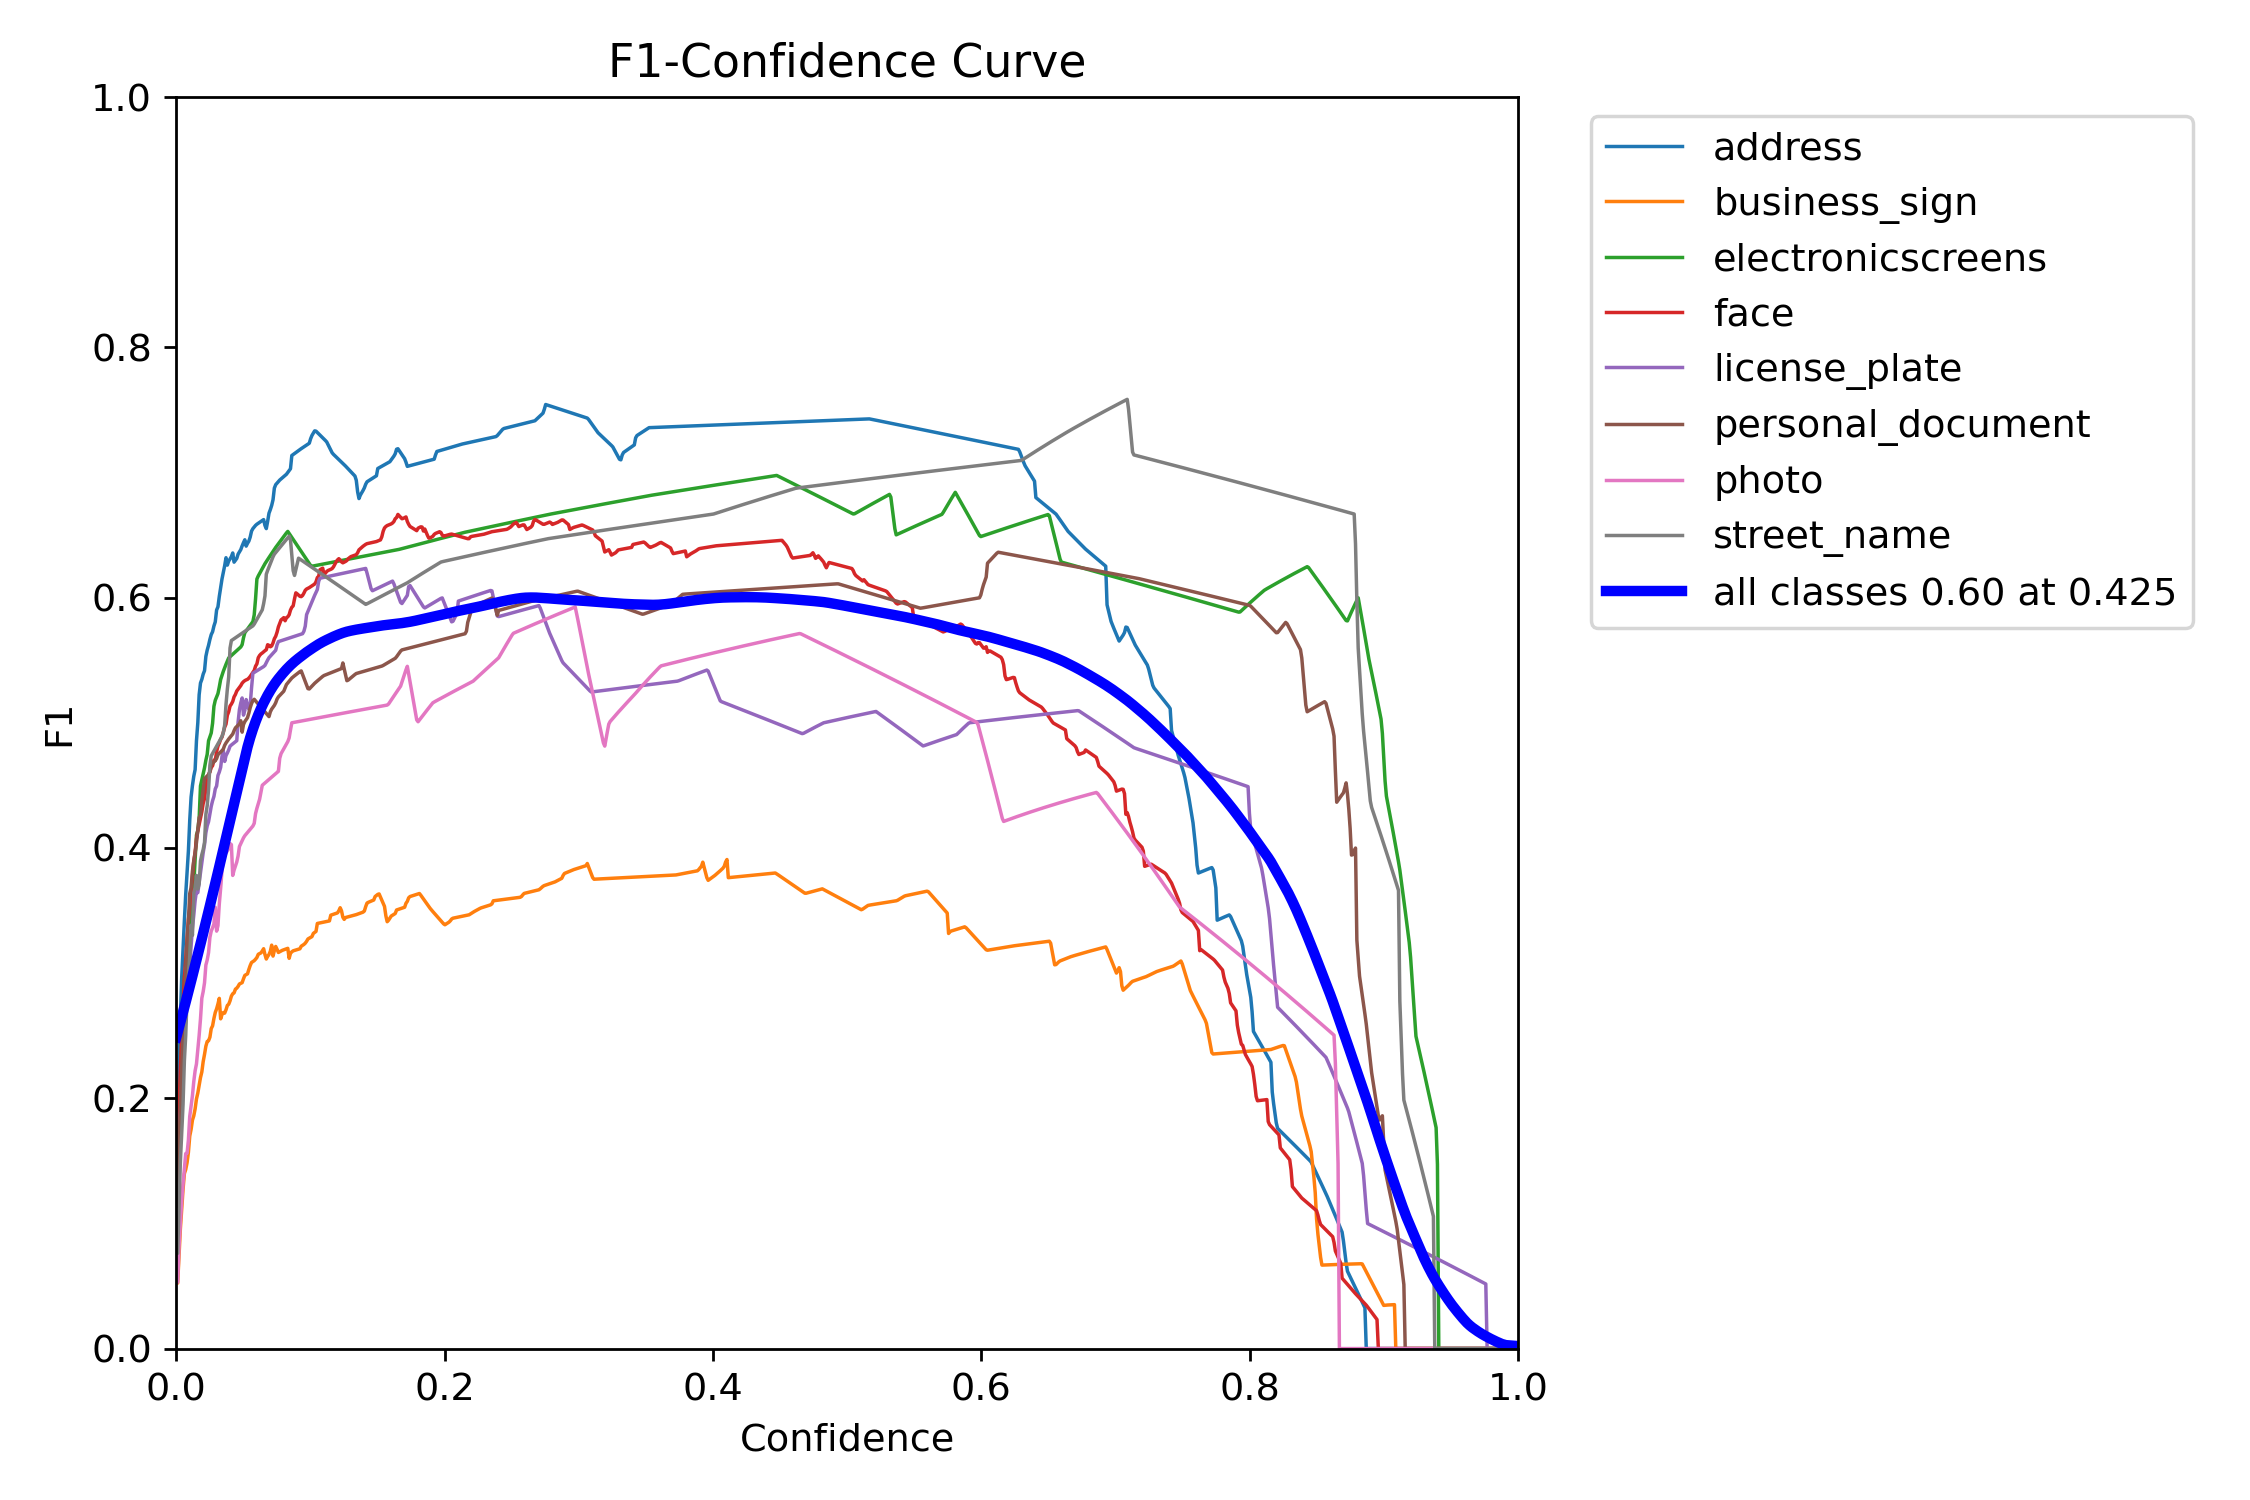 F1-Confidence Curve
1.0
0.8
0.6
0.4
0.2
0.0
F1
0.0 0.2 0.4 0.6 0.8 1.0
Confidence
address
business_sign
electronicscreens
face
license_plate
personal_document
photo
street_name
all classes 0.60 at 0.425